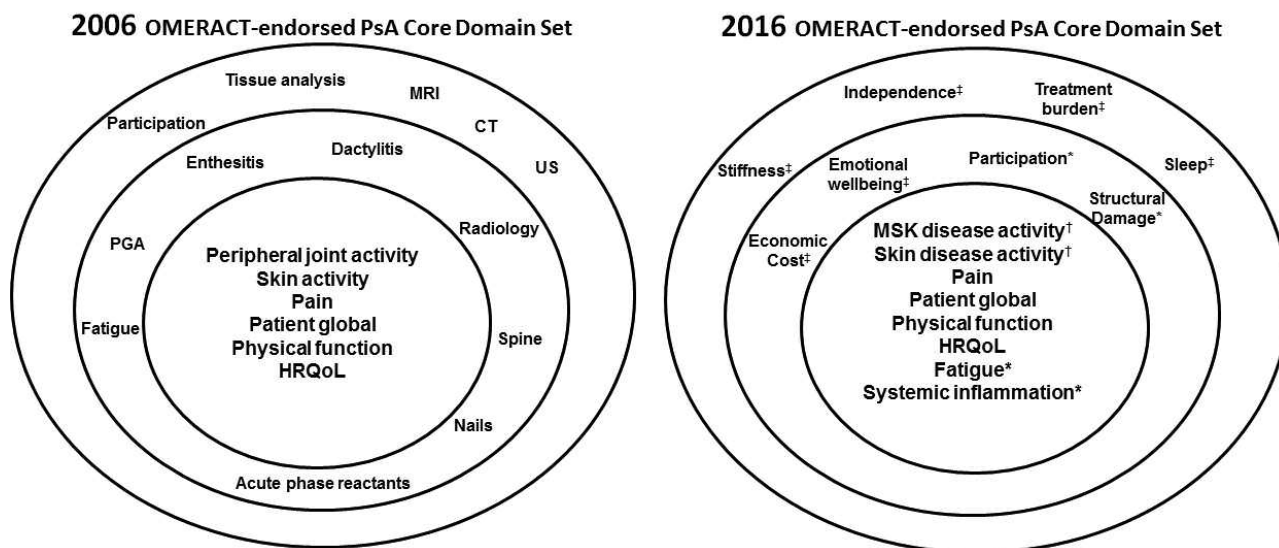 2006 OMERACT-endorsed PsA Core Domain Set
Tissue analysis
MRI
Participation
CT
Dactylitis
Enthesitis
US
Radiology
PGA
Peripheral joint activity
Skin activity
Pain
Patient global
Physical function
HRQoL
Fatigue
Spine
Nails
Acute phase reactants
2016 OMERACT-endorsed PsA Core Domain Set
Independence‡
Treatment
burden‡
Participation*
Emotional
wellbeing‡
Stiffness‡
Sleep‡
Structural
Damage*
Economic
Cost‡
MSK disease activity†
Skin disease activity†
Pain
Patient global
Physical function
HRQoL
Fatigue*
Systemic inflammation*